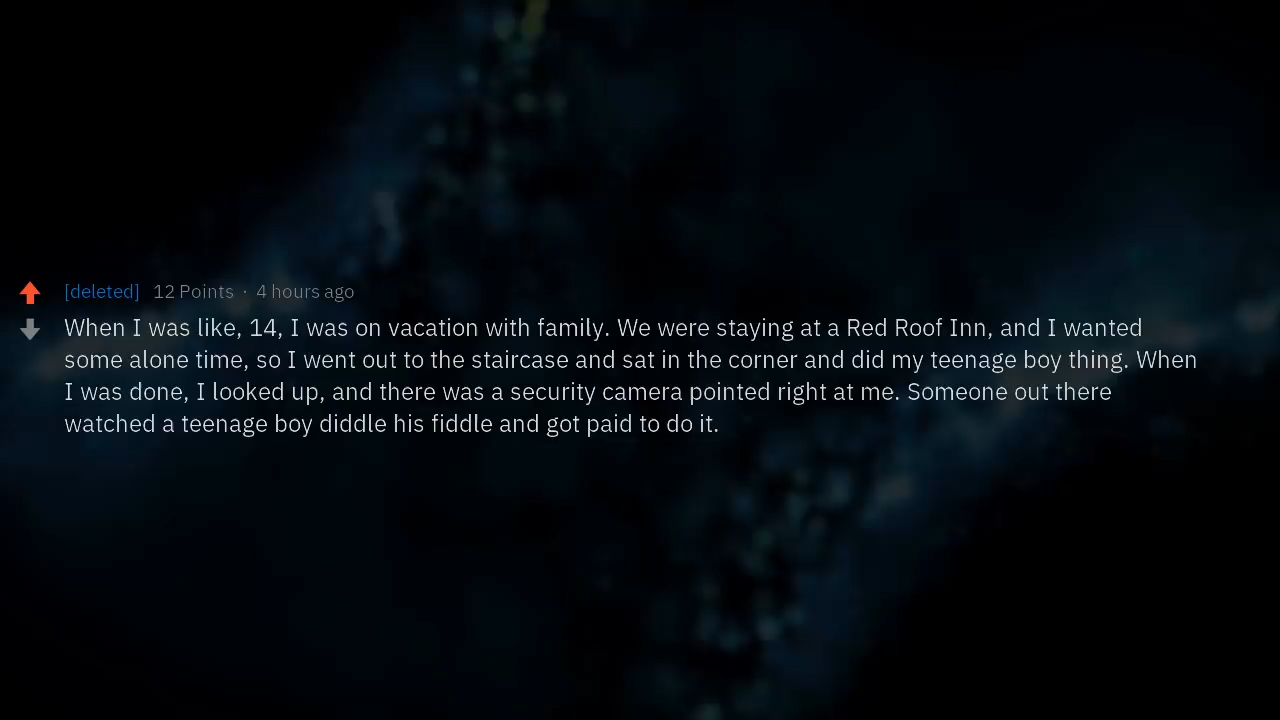 [deleted] 12 Points · 4 hours ago
When I was like, 14, I was on vacation with family. We were staying at a Red Roof Inn, and I wanted
some alone time, so I went out to the staircase and sat in the corner and did my teenage boy thing. When
I was done, I looked up, and there was a security camera pointed right at me. Someone out there
watched a teenage boy diddle his fiddle and got paid to do it.